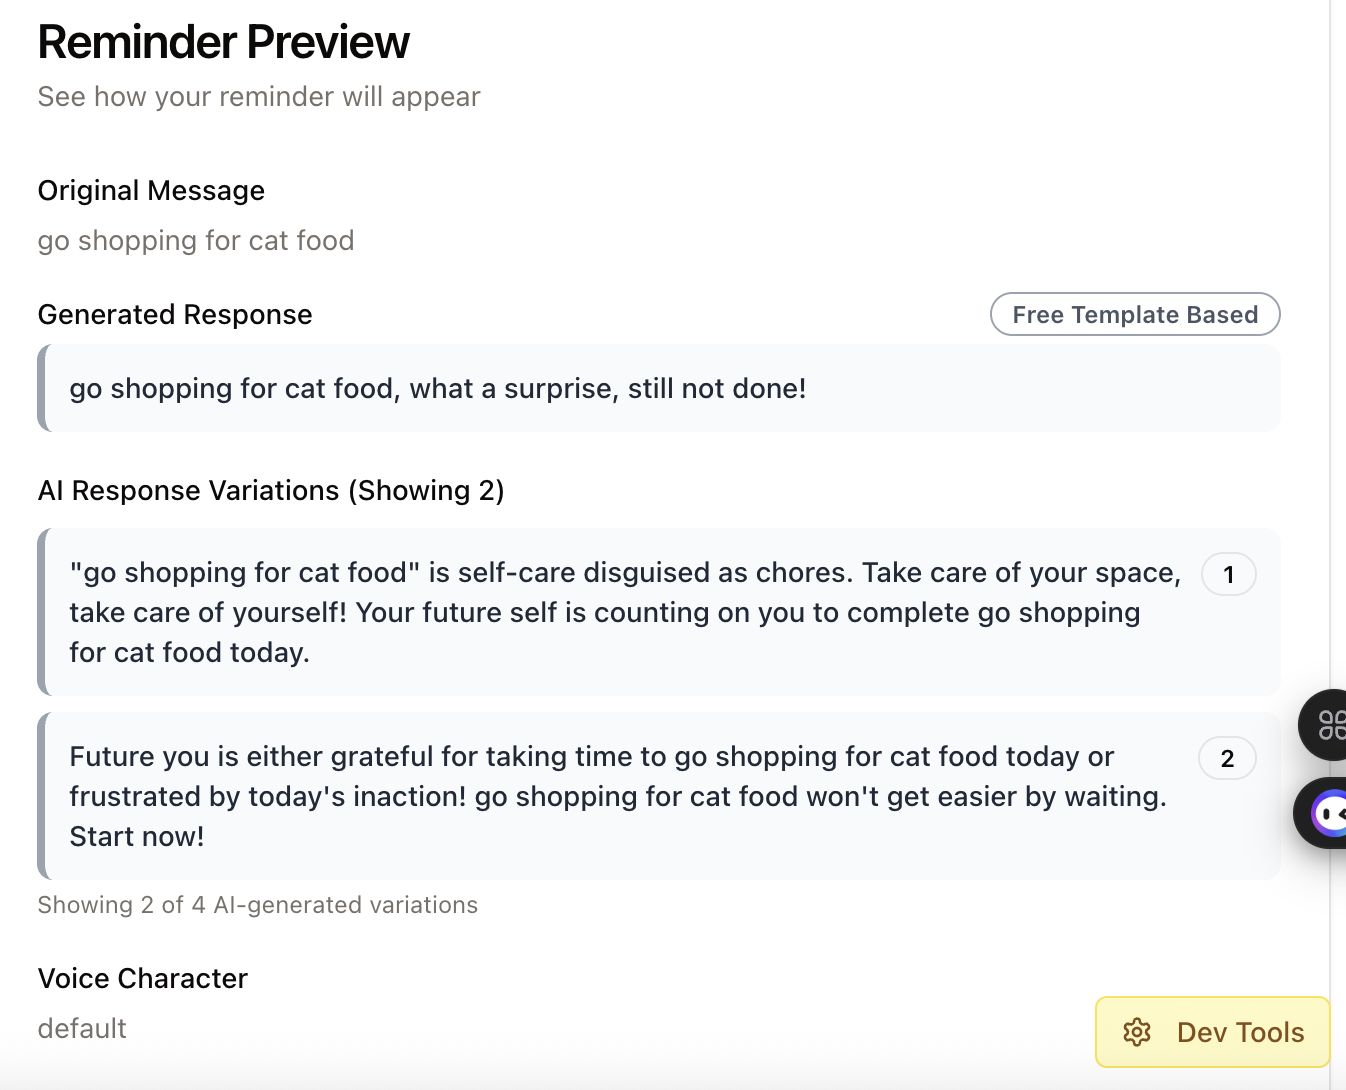 Reminder Preview
See how your reminder will appear
Original Message
go shopping for cat food
Generated Response
Free Template Based
go shopping for cat food, what a surprise, still not done!
AI Response Variations (Showing 2)
"go shopping for cat food" is self-care disguised as chores. Take care of your space,
take care of yourself! Your future self is counting on you to complete go shopping
for cat food today.
1
Future you is either grateful for taking time to go shopping for cat food today or
frustrated by today's inaction! go shopping for cat food won't get easier by waiting.
Start now!
2
Showing 2 of 4 AI-generated variations
Voice Character
default
Dev Tools